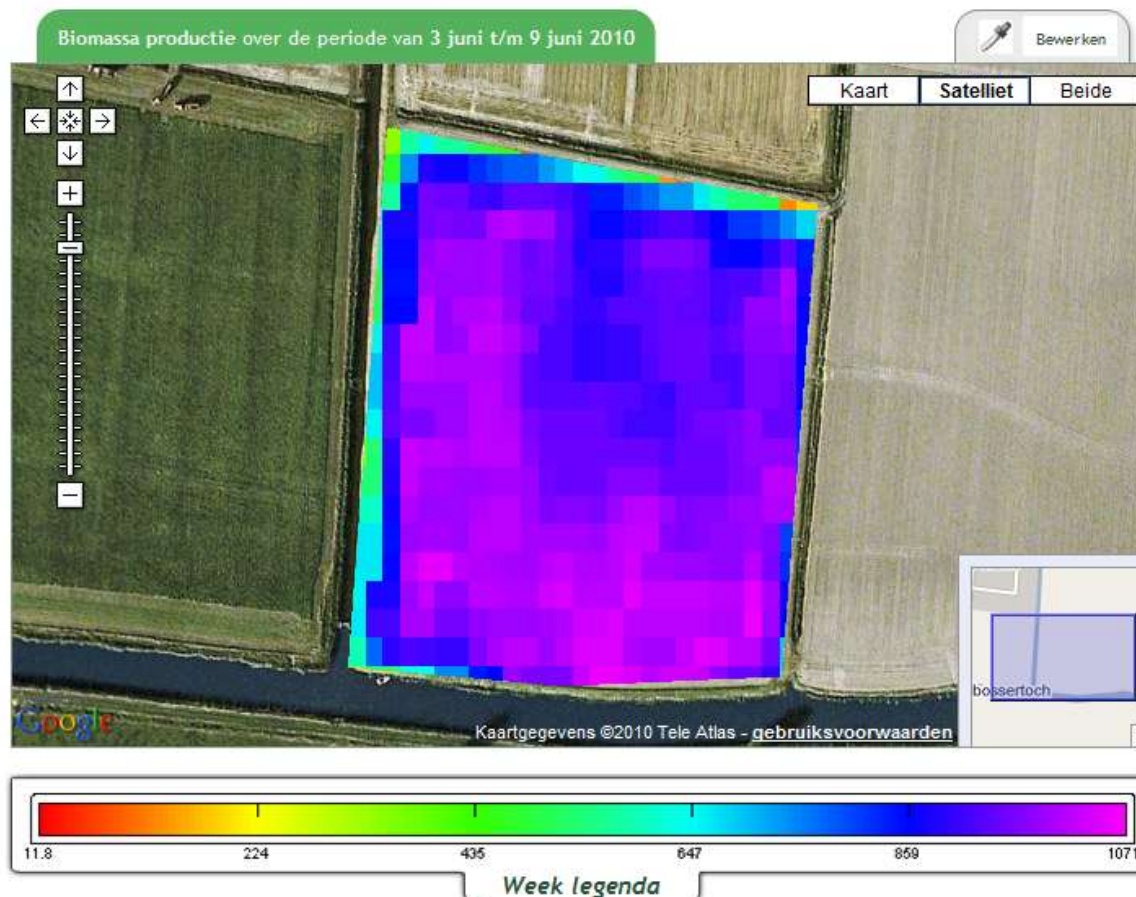 Biomassa productie over de periode van 3 juni t/m 9 juni 2010
Bewerken
Kaart Satelliet Beide
bossertoch
Google
Kaartgegevens ©2010 Tele Atlas - gebruiksvoorwaarden
11.8 224 435 647 859 1071
Week legenda